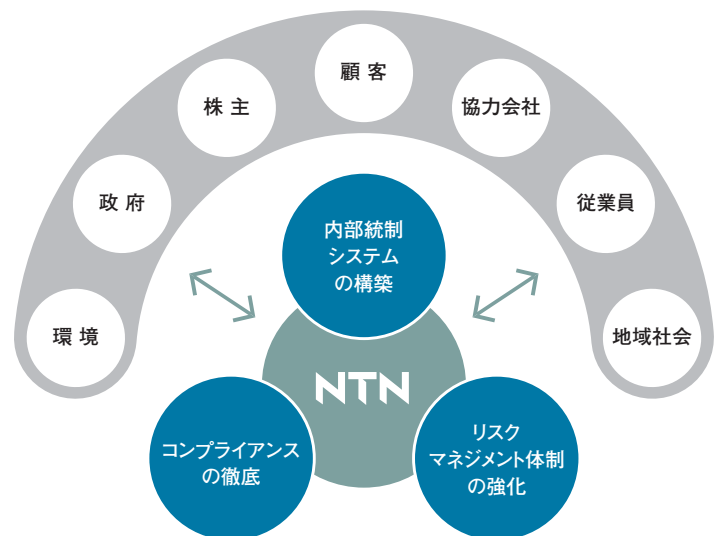 顧 客
株 主
協力会社
政 府
従業員
環 境
地域社会
内部統制
システム
の構築
NTN
コンプライアンス
の徹底
リスク
マネジメント体制
の強化